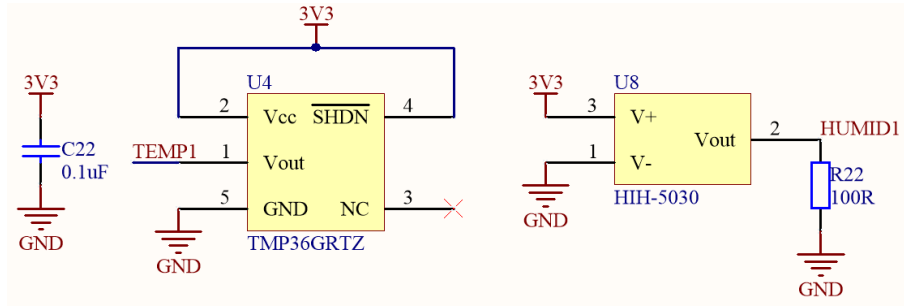 3V3
C22
0.1uF
GND
3V3
U4
2
Vcc
SHDN
4
TEMP1
1
Vout
5
GND
NC
3
GND
TMP36GRTZ
3V3
U8
3
V+
Vout
2
HUMID1
1
V-
GND
HIH-5030
R22
100R
GND